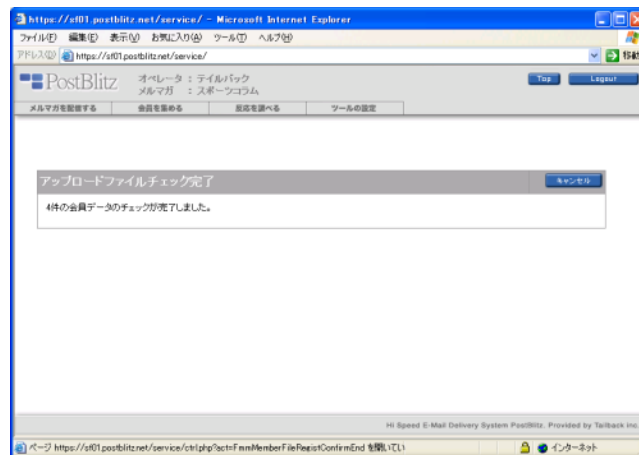 https://sf01.postblitz.net/service/ - Microsoft Internet Explorer
ファイル(F) 編集(E) 表示(V) お気に入り(A) ツール(T) ヘルプ(H)
アドレス(D) https://sf01.postblitz.net/service/ 移動
PostBlitz オペレータ : テイルバック Top Logout
メルマガ : スポーツコラム
メルマガを配信する 会員を集める 反応を調べる ツールの設定
アップロードファイルチェック完了 キャンセル
4件の会員データのチェックが完了しました。
Hi Speed E-Mail Delivery System PostBlitz. Provided by Tailback inc.
ページ https://sf01.postblitz.net/service/ctrl.php?act=FmmMemberFileRegistConfirmEnd を開いてい インターネット